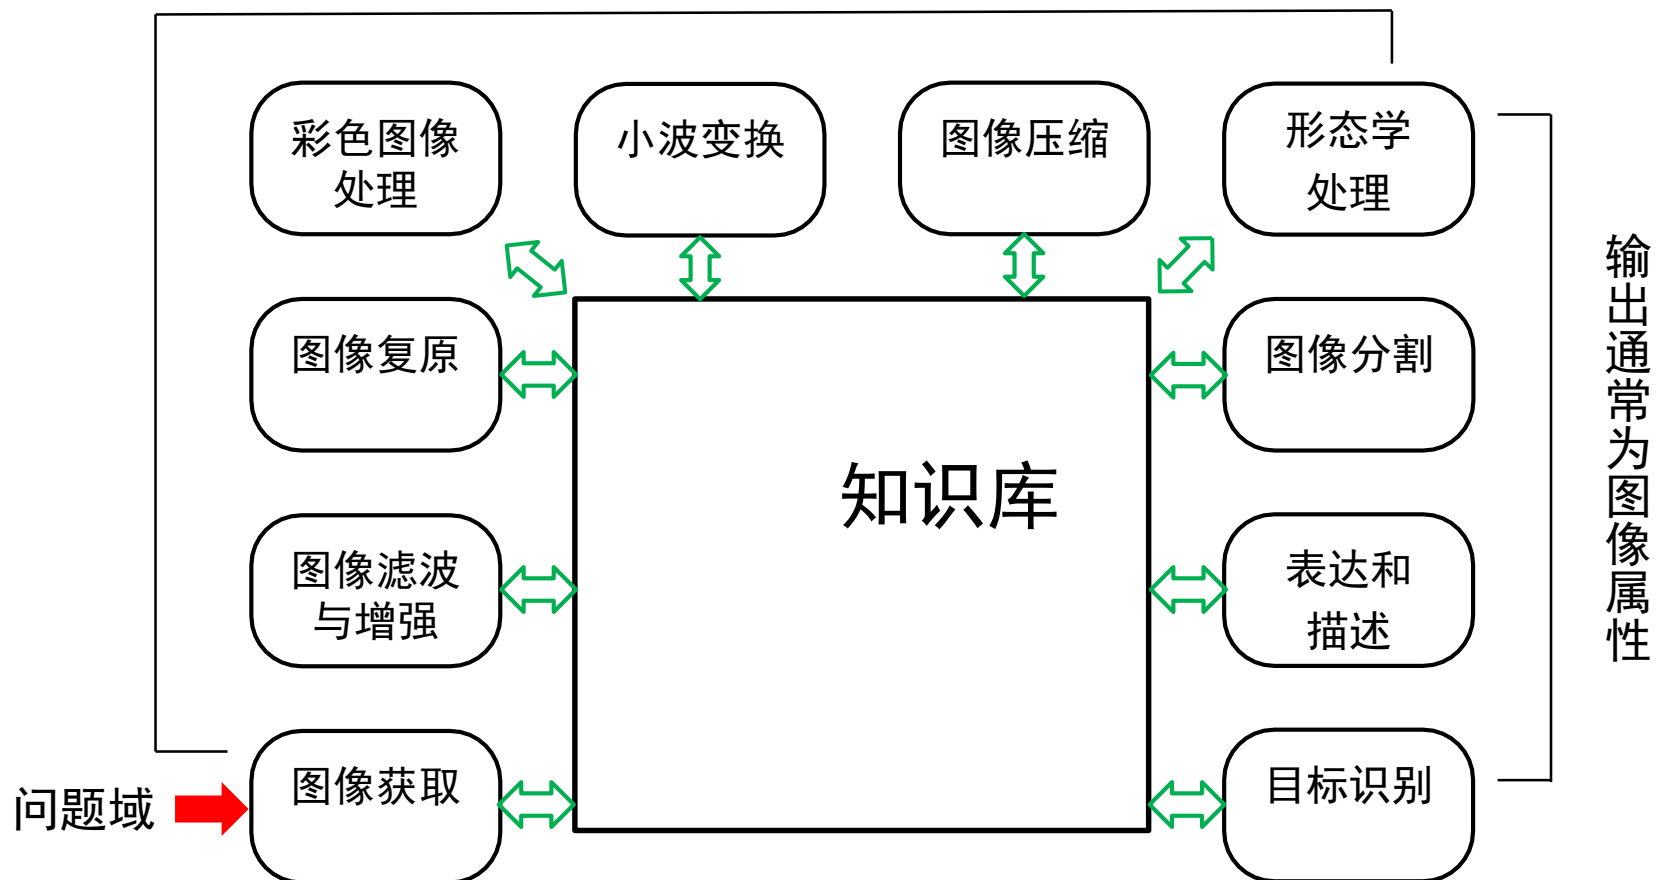 彩色图像
处理
小波变换
图像压缩
形态学
处理
图像复原
图像分割
知识库
图像滤波
与增强
表达和
描述
图像获取
目标识别
问题域
输出通常为图像属性